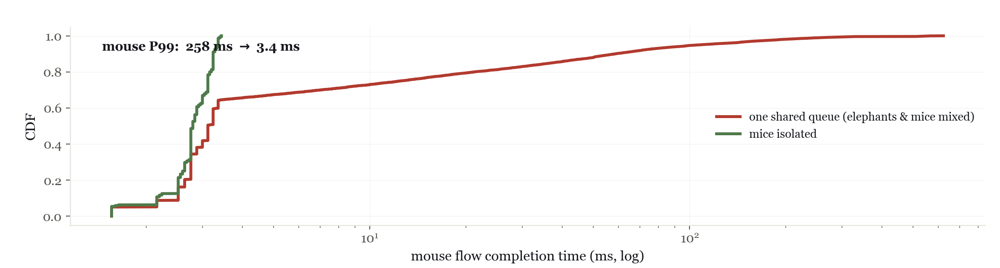 mouse P99: 258 ms → 3.4 ms
CDF
1.0
0.8
0.6
0.4
0.2
0.0
one shared queue (elephants & mice mixed)
mice isolated
10¹
10²
mouse flow completion time (ms, log)